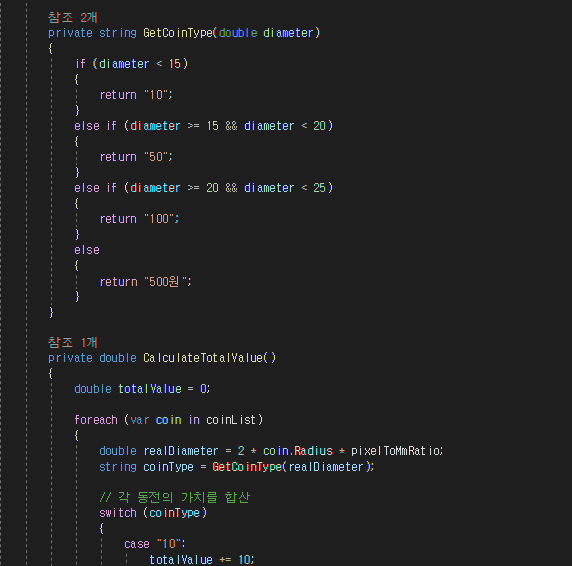 참조 2개
private string GetCoinType(double diameter)
{
if (diameter < 15)
{
return "10";
}
else if (diameter >= 15 && diameter < 20)
{
return "50";
}
else if (diameter >= 20 && diameter < 25)
{
return "100";
}
else
{
return "500원";
}
}
참조 1개
private double CalculateTotalValue()
{
double totalValue = 0;
foreach (var coin in coinList)
{
double realDiameter = 2 * coin.Radius * pixelToMmRatio;
string coinType = GetCoinType(realDiameter);
// 각 동전의 가치를 합산
switch (coinType)
{
case "10":
totalValue += 10;